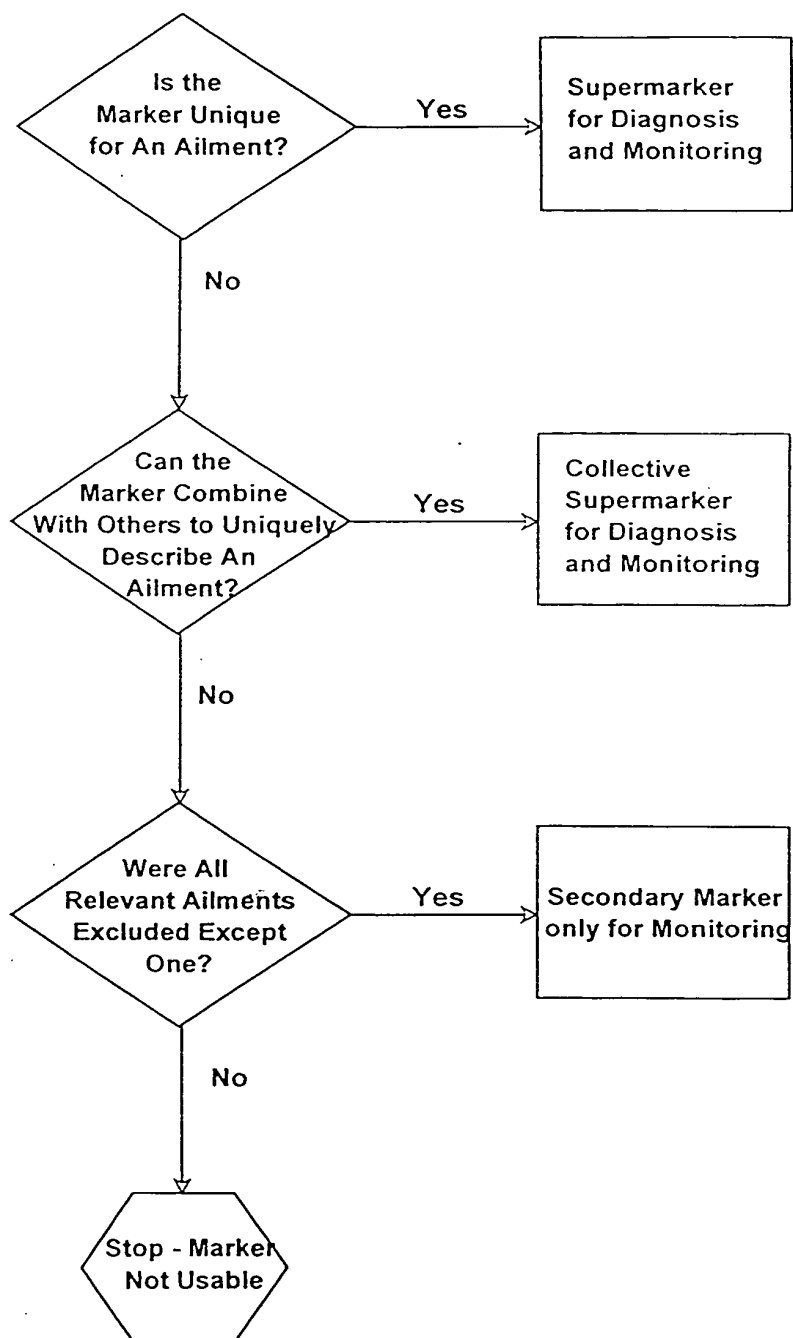 Is the
Marker Unique
for An Ailment?
Yes
Supermarker
for Diagnosis
and Monitoring
No
Can the
Marker Combine
With Others to Uniquely
Describe An
Ailment?
Yes
Collective
Supermarker
for Diagnosis
and Monitoring
No
Were All
Relevant Ailments
Excluded Except
One?
Yes
Secondary Marker
only for Monitoring
No
Stop - Marker
Not Usable